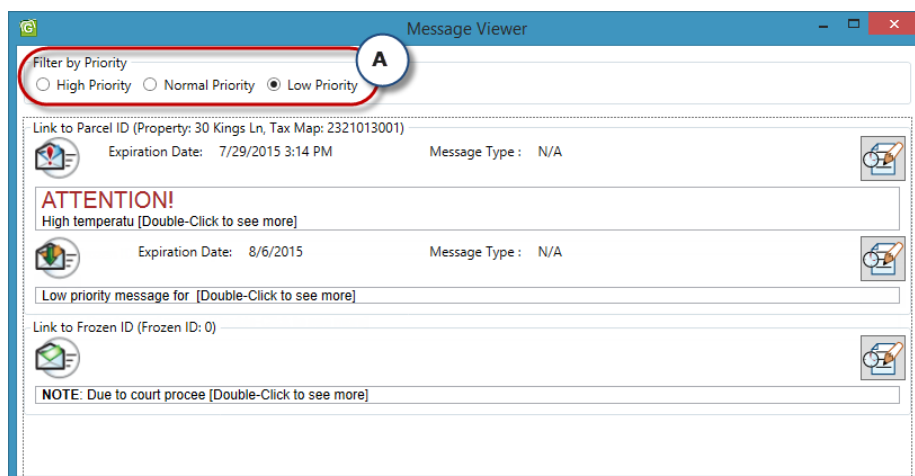 Message Viewer
Filter by Priority
A
High Priority Normal Priority Low Priority
Link to Parcel ID (Property: 30 Kings Ln, Tax Map: 2321013001)
Expiration Date: 7/29/2015 3:14 PM Message Type : N/A
ATTENTION!
High temperatu [Double-Click to see more]
Expiration Date: 8/6/2015 Message Type : N/A
Low priority message for [Double-Click to see more]
Link to Frozen ID (Frozen ID: 0)
NOTE: Due to court procee [Double-Click to see more]